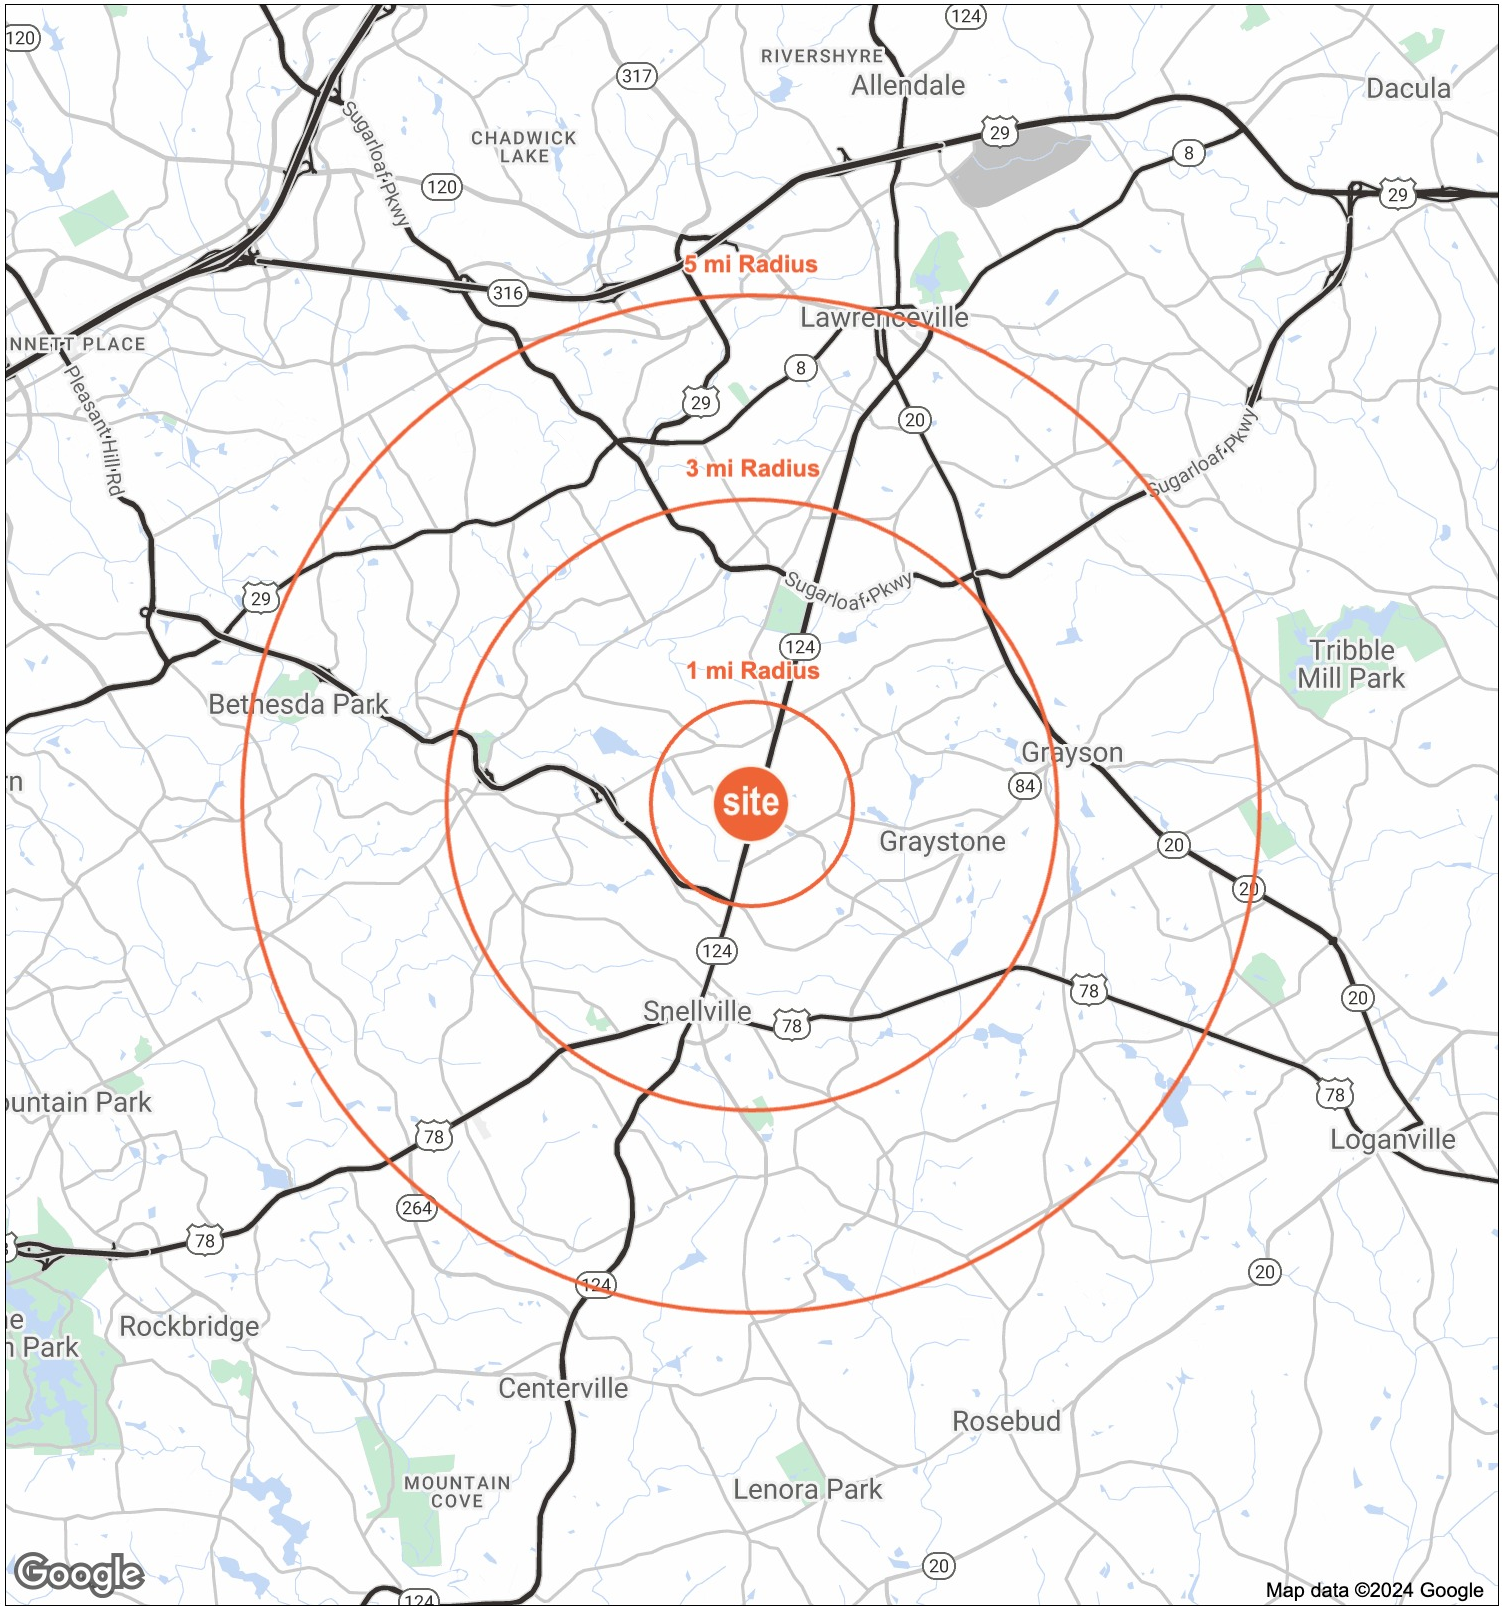 120
124
RIVERSHYRE
Allendale
317
Dacula
29
CHADWICK
LAKE
8
Sugarloaf Pkwy
120
29
5 mi Radius
316
Lawrenceville
NNETT PLACE
8
Pleasant Hill Rd
29
20
Sugarloaf Pkwy
3 mi Radius
Sugarloaf Pkwy
29
124
Tribble
Mill Park
1 mi Radius
Bethesda Park
Grayson
rn
84
site
Graystone
20
20
124
78
20
Snellville
78
78
ountain Park
78
Loganville
264
78
20
124
ne
n Park
Rockbridge
Centerville
Rosebud
MOUNTAIN
COVE
Lenora Park
20
Google
124
Map data ©2024 Google